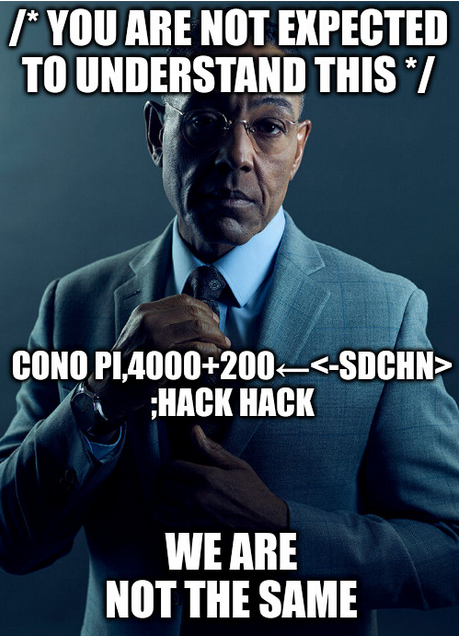 /* YOU ARE NOT EXPECTED
TO UNDERSTAND THIS */
CONO PI,4000+200←<-SDCHN>
;HACK HACK
WE ARE
NOT THE SAME